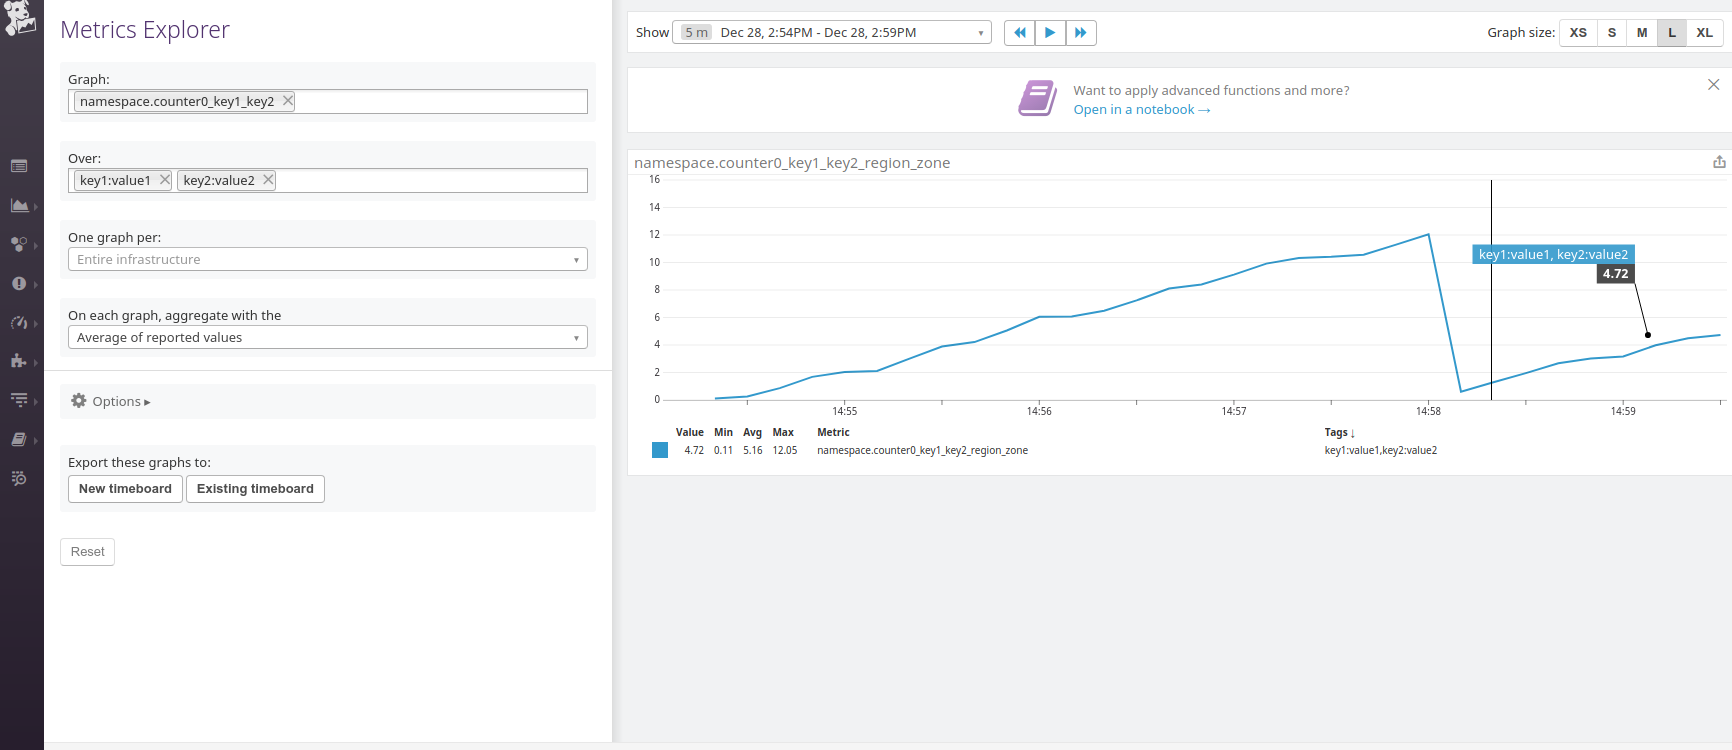 Metrics Explorer
Graph:
namespace.counter0_key1_key2
Over:
key1:value1 key2:value2
One graph per:
Entire infrastructure
On each graph, aggregate with the
Average of reported values
Options ▸
Export these graphs to:
New timeboard Existing timeboard
Reset
Show 5 m Dec 28, 2:54PM - Dec 28, 2:59PM
Graph size: XS S M L XL
Want to apply advanced functions and more?
Open in a notebook →
namespace.counter0_key1_key2_region_zone
16
14
12
10
8
6
4
2
0
key1:value1, key2:value2
4.72
14:55 14:56 14:57 14:58 14:59
Value Min Avg Max Metric Tags ↓
4.72 0.11 5.16 12.05 namespace.counter0_key1_key2_region_zone key1:value1,key2:value2